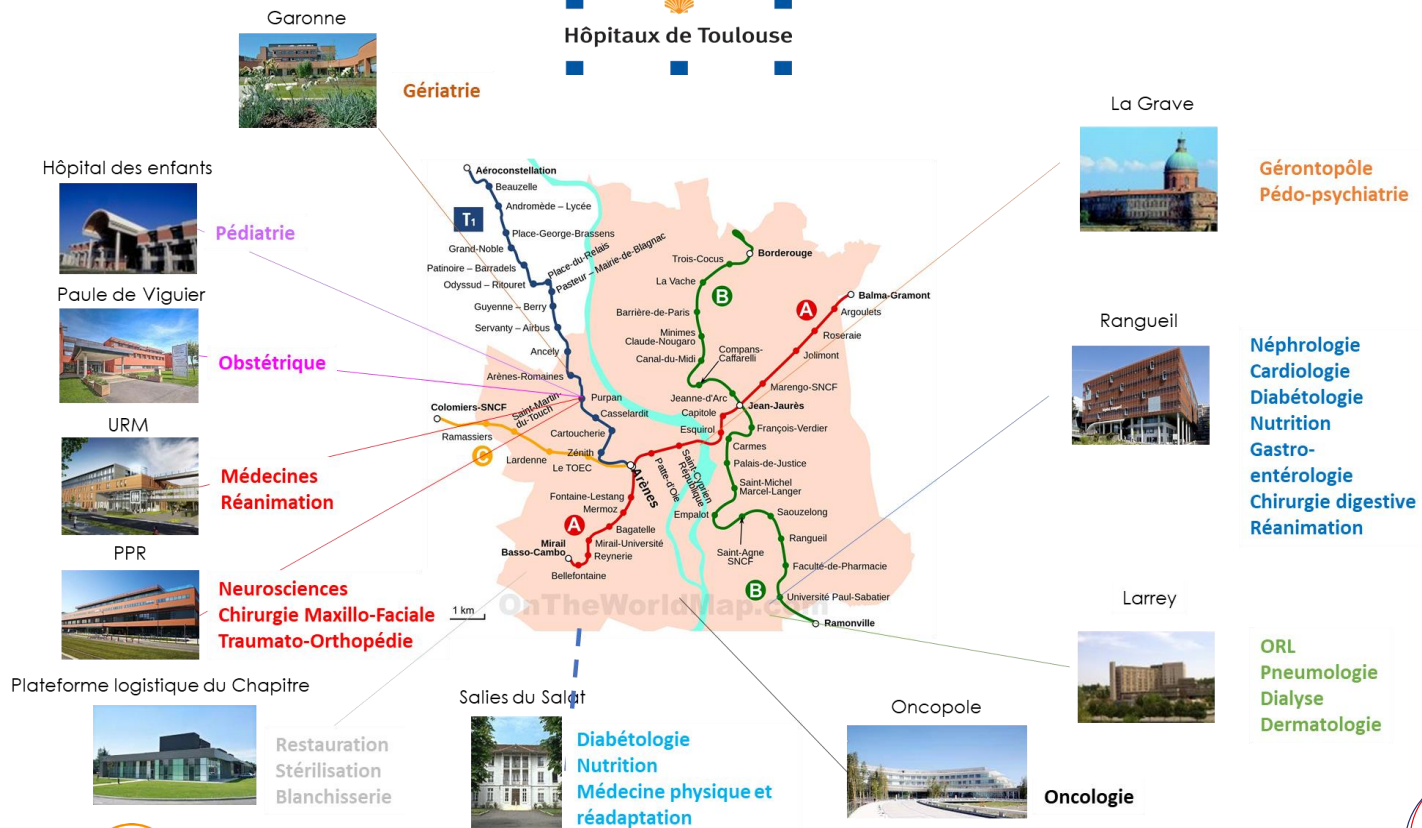 Hôpitaux de Toulouse
Garonne
Gériatrie
Hôpital des enfants
Pédiatrie
Paule de Viguier
Obstétrique
URM
Médecines
Réanimation
PPR
Neurosciences
Chirurgie Maxillo-Faciale
Traumato-Orthopédie
Plateforme logistique du Chapitre
Restauration
Stérilisation
Blanchisserie
Salies du Salat
Diabétologie
Nutrition
Médecine physique et
réadaptation
Oncopole
Oncologie
La Grave
Gérontopôle
Pédo-psychiatrie
Rangueil
Néphrologie
Cardiologie
Diabétologie
Nutrition
Gastro-
entérologie
Chirurgie digestive
Réanimation
Larrey
ORL
Pneumologie
Dialyse
Dermatologie
T1
Aéroconstellation
Beauzelle
Andromède – Lycée
Place-George-Brassens
Grand-Noble
Patinoire – Barradels
Place-du-Relais
Odyssud – Ritouret
Pasteur – Mairie-de-Blagnac
Guyenne – Berry
Servanty – Airbus
Ancely
Arènes-Romaines
Purpan
Casselardit
Cartoucherie
Zénith
Arènes
Colomiers-SNCF
Saint-Martin-
du-Touch
Ramassiers
C
Lardenne
Le TOEC
B
Borderouge
Trois-Cocus
La Vache
Barrière-de-Paris
Minimes
Claude-Nougaro
Canal-du-Midi
Compans-
Caffarelli
Jeanne-d'Arc
Jean-Jaurès
François-Verdier
Carmes
Palais-de-Justice
Saint-Michel
Marcel-Langer
Empalot
Saint-Agne
SNCF
Saouzelong
Rangueil
Faculté-de-Pharmacie
Université Paul-Sabatier
B
Ramonville
A
Balma-Gramont
Argoulets
Roseraie
Jolimont
Marengo-SNCF
Capitole
Esquirol
Saint-Cyprien
République
Patte-d'Oie
Fontaine-Lestang
Mermoz
A
Bagatelle
Mirail-Université
Reynerie
Bellefontaine
Mirail
Basso-Cambo
1 km
OnTheWorldMap.com